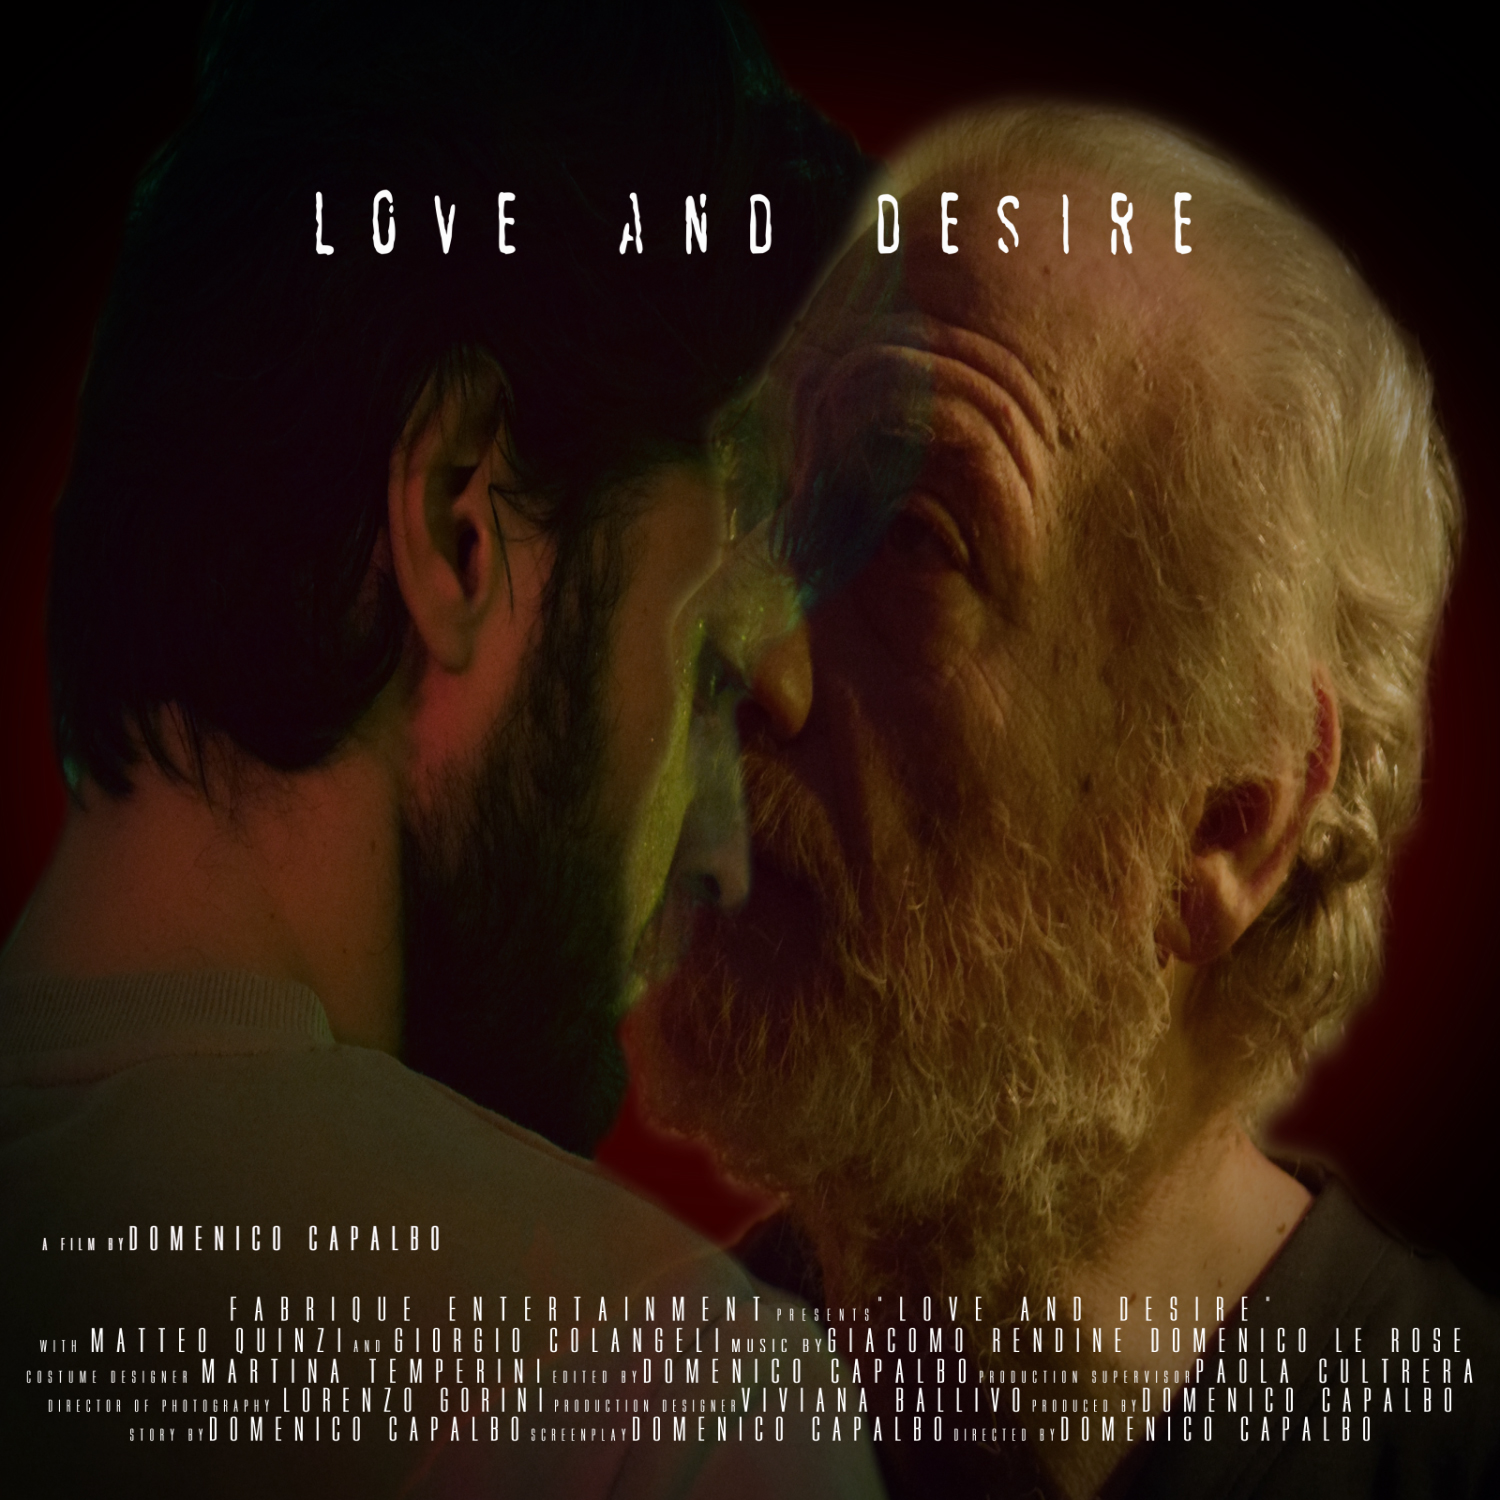 LOVE AND DESIRE
A FILM BY DOMENICO CAPALBO
FABRIQUE ENTERTAINMENT PRESENTS "LOVE AND DESIRE"
WITH MATTEO QUINZI AND GIORGIO COLANGELI MUSIC BY GIACOMO RENDINE DOMENICO LE ROSE
COSTUME DESIGNER MARTINA TEMPERINI EDITED BY DOMENICO CAPALBO PRODUCTION SUPERVISOR PAOLA CULTRERA
DIRECTOR OF PHOTOGRAPHY LORENZO GORINI PRODUCTION DESIGNER VIVIANA BALLIVO PRODUCED BY DOMENICO CAPALBO
STORY BY DOMENICO CAPALBO SCREENPLAY DOMENICO CAPALBO DIRECTED BY DOMENICO CAPALBO